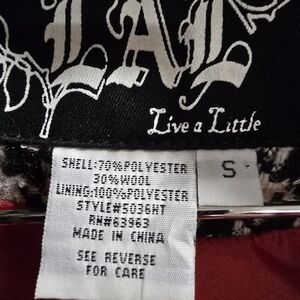 LAL
Live a Little
SHELL:70%POLYESTER
30%WOOL
LINING:100%POLYESTER
STYLE#5036HT
RN#63963
MADE IN CHINA
SEE REVERSE
FOR CARE
S